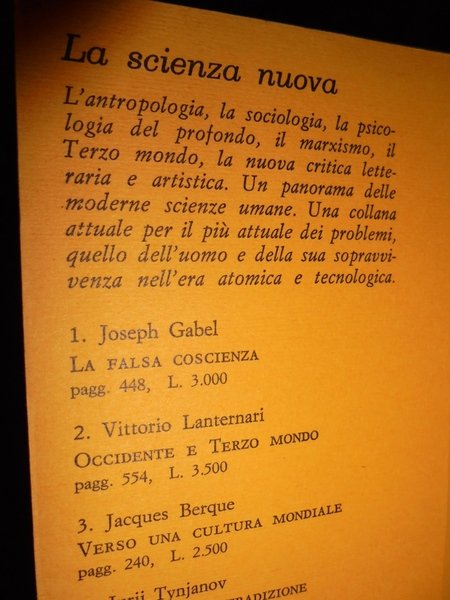 La scienza nuova
L'antropologia, la sociologia, la psico-
logia del profondo, il marxismo, il
Terzo mondo, la nuova critica lette-
raria e artistica. Un panorama delle
moderne scienze umane. Una collana
attuale per il più attuale dei problemi,
quello dell'uomo e della sua sopravvi-
venza nell'era atomica e tecnologica.
1. Joseph Gabel
LA FALSA COSCIENZA
pagg. 448, L. 3.000
2. Vittorio Lanternari
OCCIDENTE E TERZO MONDO
pagg. 554, L. 3.500
3. Jacques Berque
VERSO UNA CULTURA MONDIALE
pagg. 240, L. 2.500
Tynjanov
TRADIZIONE